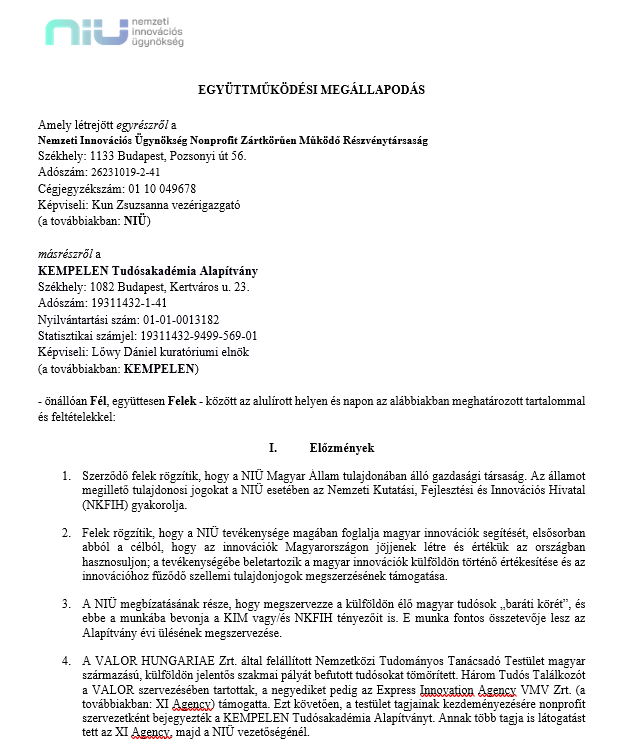 niü nemzeti
innovációs
ügynökség
EGYÜTTMŰKÖDÉSI MEGÁLLAPODÁS
Amely létrejött egyrészről a
Nemzeti Innovációs Ügynökség Nonprofit Zártkörűen Működő Részvénytársaság
Székhely: 1133 Budapest, Pozsonyi út 56.
Adószám: 26231019-2-41
Cégjegyzékszám: 01 10 049678
Képviseli: Kun Zsuzsanna vezérigazgató
(a továbbiakban: NIÜ)
másrészről a
KEMPELEN Tudósakadémia Alapítvány
Székhely: 1082 Budapest, Kertváros u. 23.
Adószám: 19311432-1-41
Nyilvántartási szám: 01-01-0013182
Statisztikai számjel: 19311432-9499-569-01
Képviseli: Lőwy Dániel kuratóriumi elnök
(a továbbiakban: KEMPELEN)
- önállóan Fél, együttesen Felek - között az alulírott helyen és napon az alábbiakban meghatározott tartalommal
és feltételekkel:
I. Előzmények
1. Szerződő felek rögzítik, hogy a NIÜ Magyar Állam tulajdonában álló gazdasági társaság. Az államot
megillető tulajdonosi jogokat a NIÜ esetében az Nemzeti Kutatási, Fejlesztési és Innovációs Hivatal
(NKFIH) gyakorolja.
2. Felek rögzítik, hogy a NIÜ tevékenysége magában foglalja magyar innovációk segítését, elsősorban
abból a célból, hogy az innovációk Magyarországon jöjjenek létre és értékük az országban
hasznosuljon; a tevékenységébe beletartozik a magyar innovációk külföldön történő értékesítése és az
innovációhoz fűződő szellemi tulajdonjogok megszerzésének támogatása.
3. A NIÜ megbízatásának része, hogy megszervezze a külföldön élő magyar tudósok „baráti körét”, és
ebbe a munkába bevonja a KIM vagy/és NKFIH tényezőit is. E munka fontos összetevője lesz az
Alapítvány évi ülésének megszervezése.
4. A VALOR HUNGARIAE Zrt. által felállított Nemzetközi Tudományos Tanácsadó Testület magyar
származású, külföldön jelentős szakmai pályát befutott tudósokat tömörített. Három Tudós Találkozót
a VALOR szervezésében tartottak, a negyediket pedig az Express Innovation Agency VMV Zrt. (a
továbbiakban: XI Agency) támogatta. Ezt követően, a testület tagjainak kezdeményezésére nonprofit
szervezetként bejegyezték a KEMPELEN Tudósakadémia Alapítványt. Annak több tagja is látogatást
tett az XI Agency, majd a NIÜ vezetőségénél.